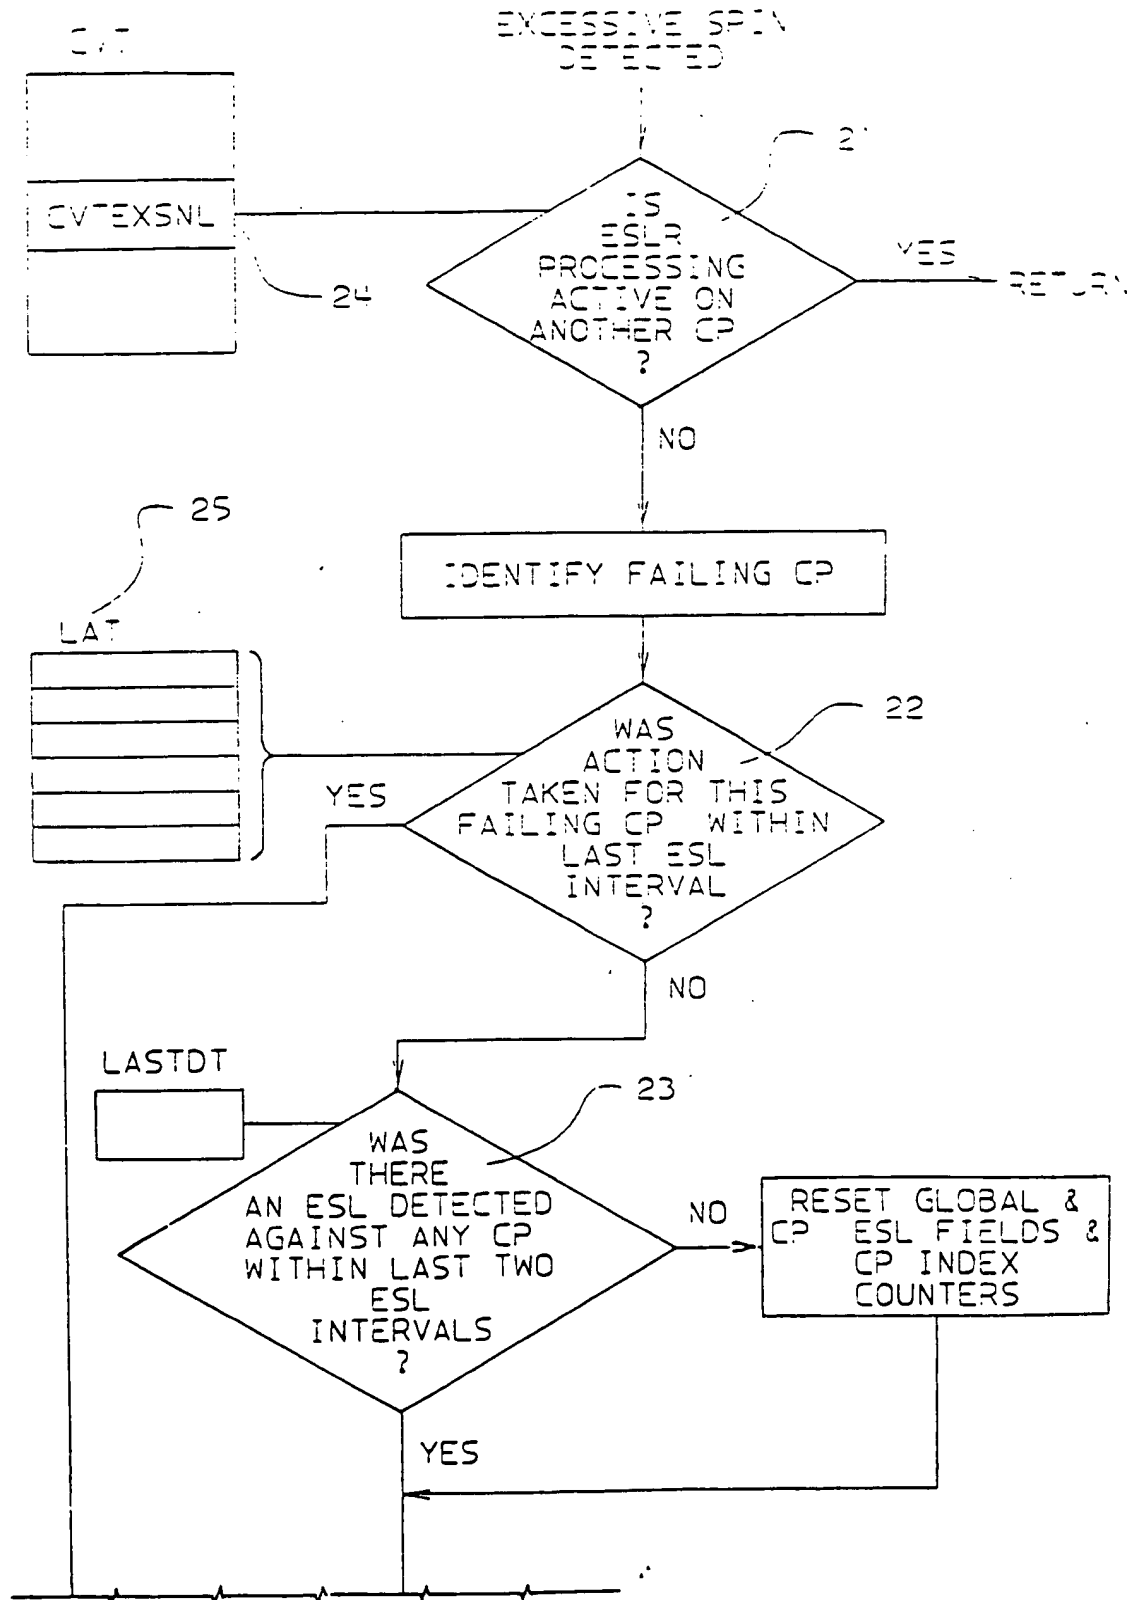 CVT
EXCESSIVE SPIN
DETECTED
21
CVTEXSNL
24
IS
ESLR
PROCESSING
ACTIVE ON
ANOTHER CP
?
YES
RETURN
NO
25
IDENTIFY FAILING CP
LAT
22
WAS
ACTION
TAKEN FOR THIS
FAILING CP WITHIN
LAST ESL
INTERVAL
?
YES
NO
LASTDT
23
WAS
THERE
AN ESL DETECTED
AGAINST ANY CP
WITHIN LAST TWO
ESL
INTERVALS
?
NO
RESET GLOBAL &
CP ESL FIELDS &
CP INDEX
COUNTERS
YES